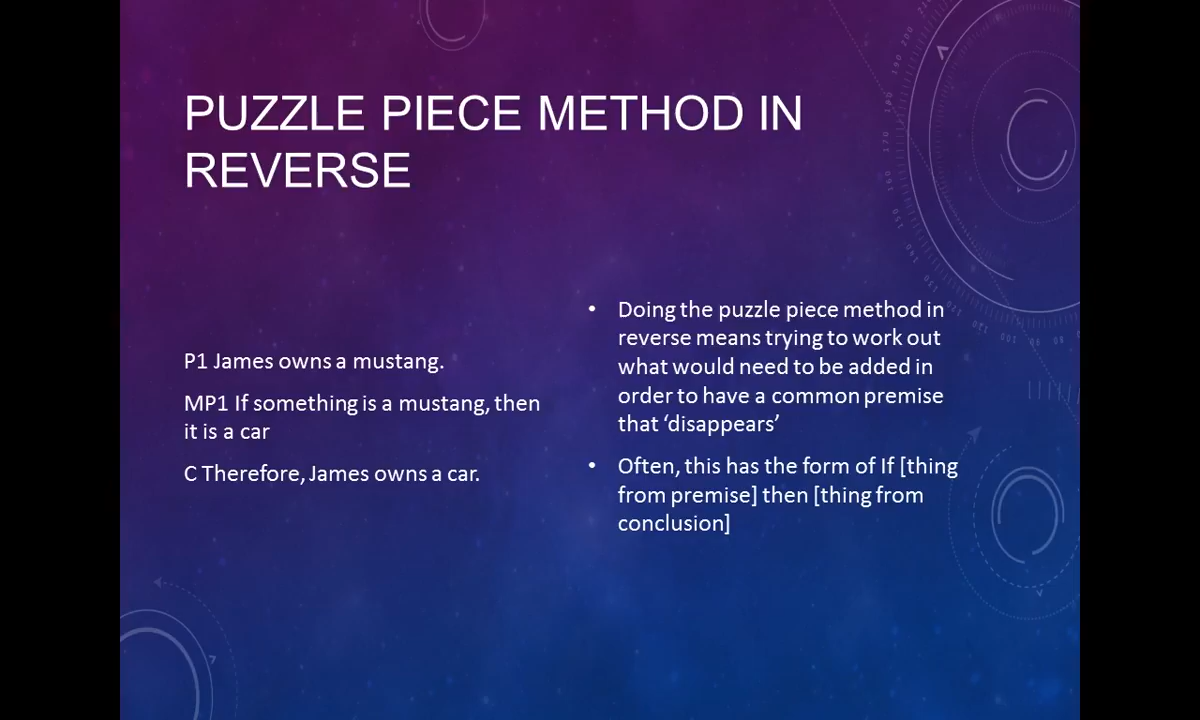 PUZZLE PIECE METHOD IN
REVERSE
P1 James owns a mustang.
MP1 If something is a mustang, then
it is a car
C Therefore, James owns a car.
• Doing the puzzle piece method in
reverse means trying to work out
what would need to be added in
order to have a common premise
that ‘disappears’
• Often, this has the form of If [thing
from premise] then [thing from
conclusion]